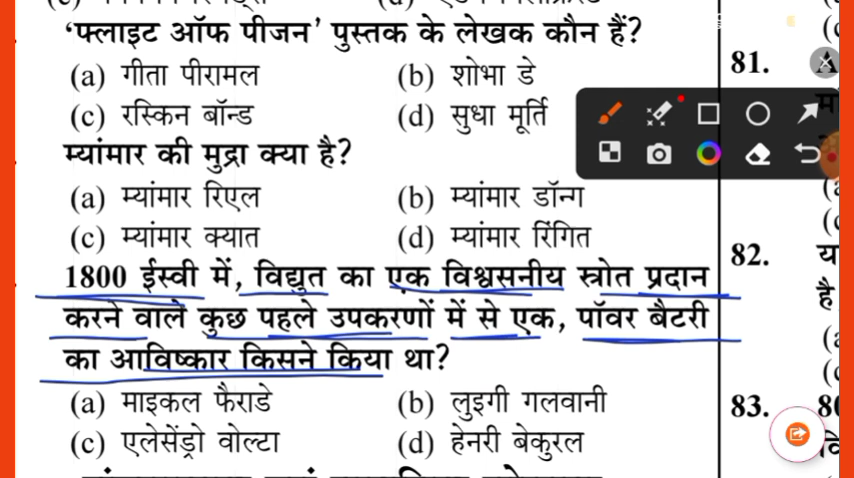 'फ्लाइट ऑफ पीजन' पुस्तक के लेखक कौन हैं?
(a) गीता पीरामल (b) शोभा डे
(c) रस्किन बॉन्ड (d) सुधा मूर्ति
म्यांमार की मुद्रा क्या है?
(a) म्यांमार रिएल (b) म्यांमार डॉन्ग
(c) म्यांमार क्यात (d) म्यांमार रिंगित
1800 ईस्वी में, विद्युत का एक विश्वसनीय स्त्रोत प्रदान
करने वाले कुछ पहले उपकरणों में से एक, पॉवर बैटरी
का आविष्कार किसने किया था?
(a) माइकल फैराडे (b) लुइगी गलवानी
(c) एलेसेंड्रो वोल्टा (d) हेनरी बेकुरल
81.
82.
83.